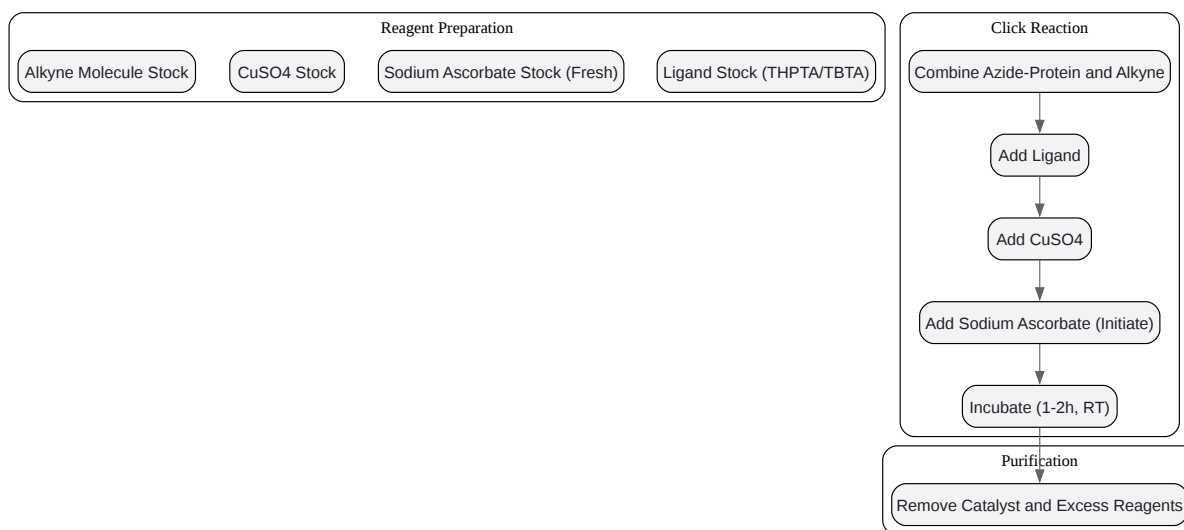 Reagent Preparation
Alkyne Molecule Stock
CuSO4 Stock
Sodium Ascorbate Stock (Fresh)
Ligand Stock (THPTA/TBTA)
Click Reaction
Combine Azide-Protein and Alkyne
Add Ligand
Add CuSO4
Add Sodium Ascorbate (Initiate)
Incubate (1-2h, RT)
Purification
Remove Catalyst and Excess Reagents